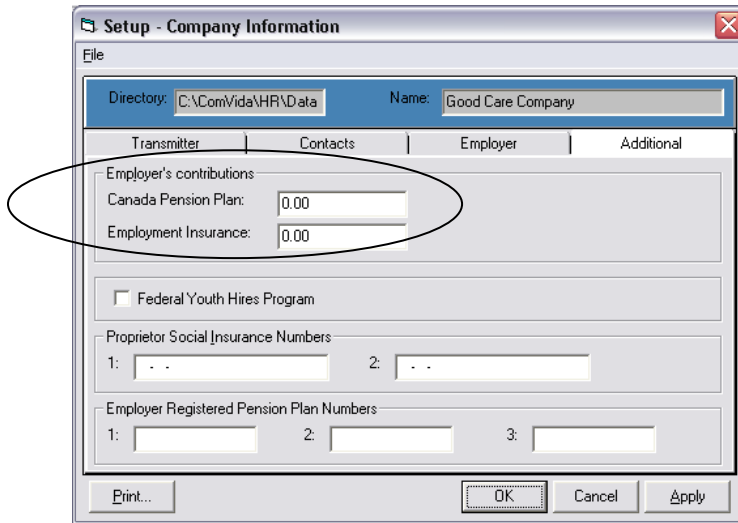 Setup - Company Information
File
Directory: C:\ComVida\HR\Data Name: Good Care Company
Transmitter Contacts Employer Additional
Employer's contributions
Canada Pension Plan: 0.00
Employment Insurance: 0.00
Federal Youth Hires Program
Proprietor Social Insurance Numbers
1: - - 2: - -
Employer Registered Pension Plan Numbers
1: 2: 3:
Print... OK Cancel Apply